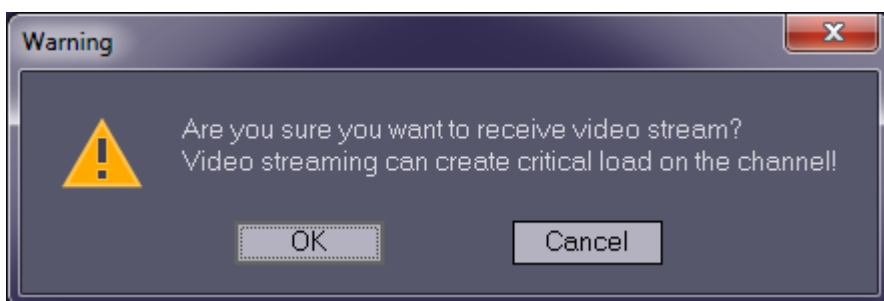 Warning
Are you sure you want to receive video stream?
Video streaming can create critical load on the channel!
OK
Cancel